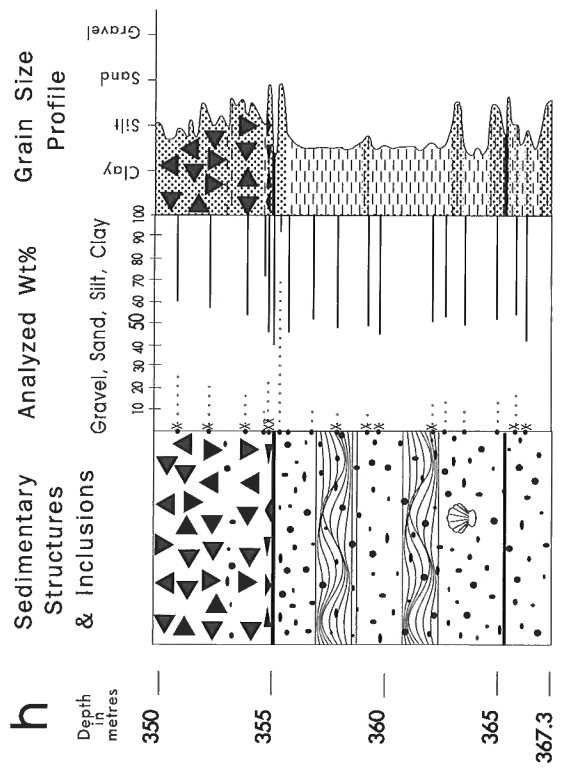 h
Depth
in
metres
350
355
360
365
367.3
Sedimentary
Structures
& Inclusions
Analyzed Wt%
Gravel, Sand, Silt, Clay
10 20 30 40 50 60 70 80 90 100
Grain Size
Profile
Clay
Silt
Sand
Gravel